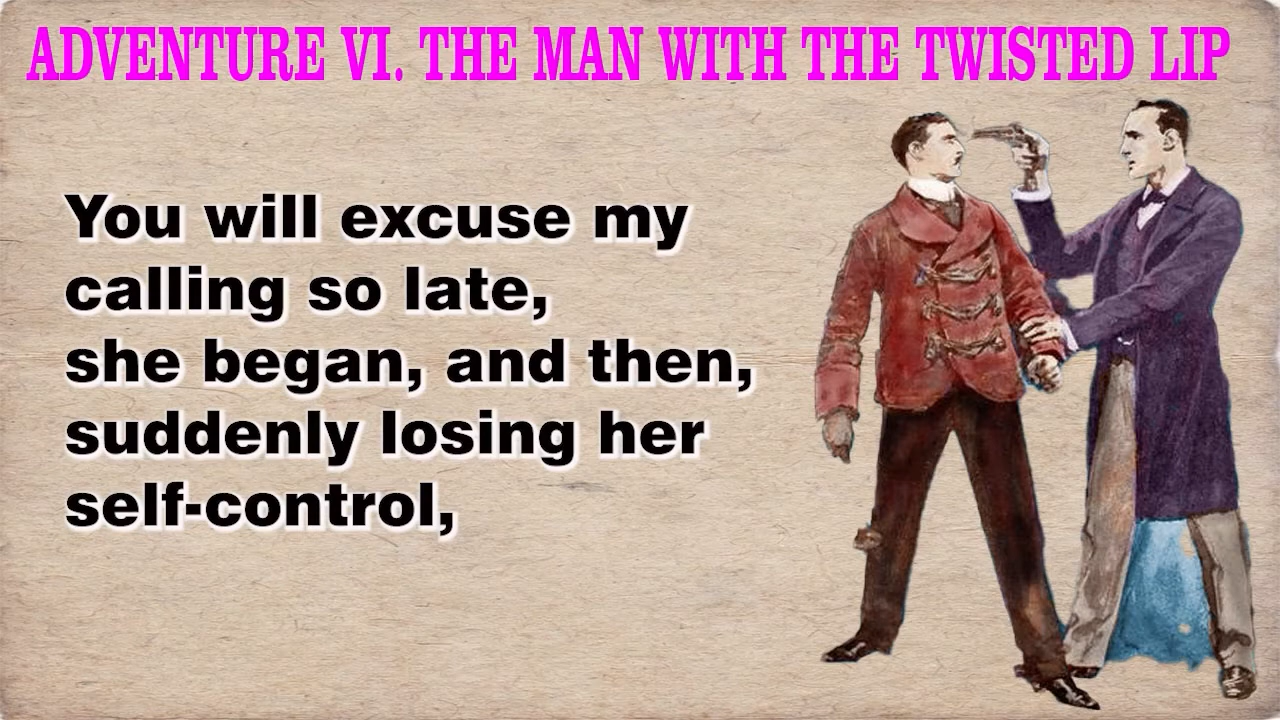 ADVENTURE VI. THE MAN WITH THE TWISTED LIP
You will excuse my
calling so late,
she began, and then,
suddenly losing her
self-control,